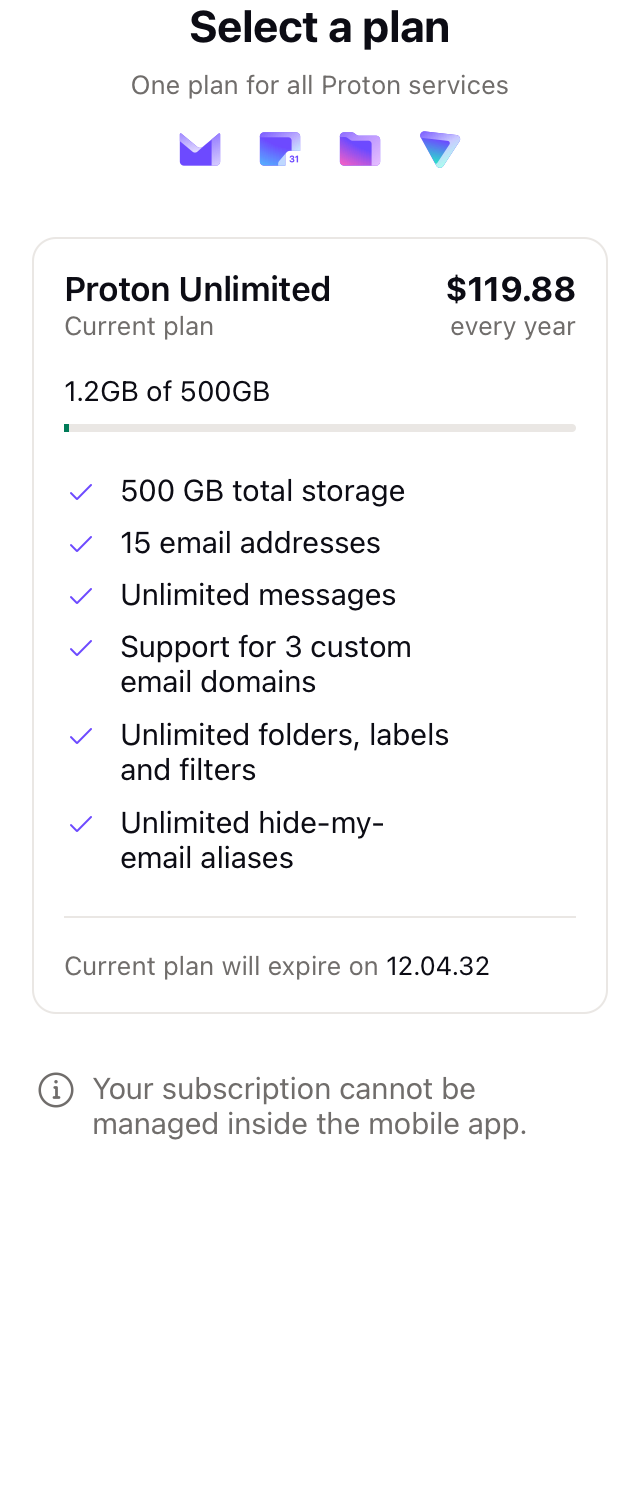 Select a plan
One plan for all Proton services
31
Proton Unlimited
$119.88
Current plan
every year
1.2GB of 500GB
500 GB total storage
15 email addresses
Unlimited messages
Support for 3 custom
email domains
Unlimited folders, labels
and filters
Unlimited hide-my-
email aliases
Current plan will expire on 12.04.32
Your subscription cannot be
managed inside the mobile app.